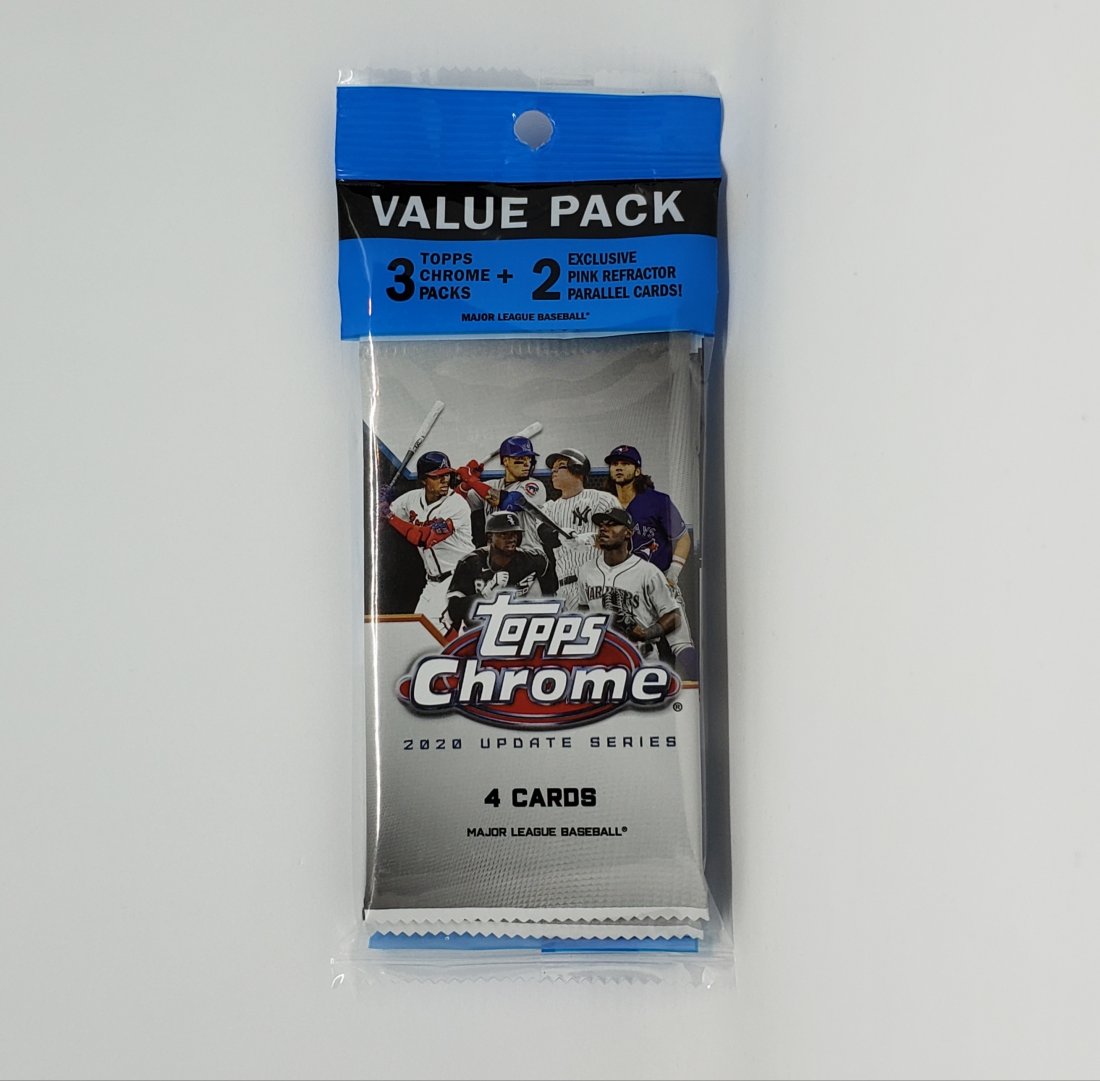 VALUE PACK
3 TOPPS CHROME PACKS + 2 EXCLUSIVE PINK REFRACTOR PARALLEL CARDS!
MAJOR LEAGUE BASEBALL®
topps
Chrome®
2020 UPDATE SERIES
4 CARDS
MAJOR LEAGUE BASEBALL®